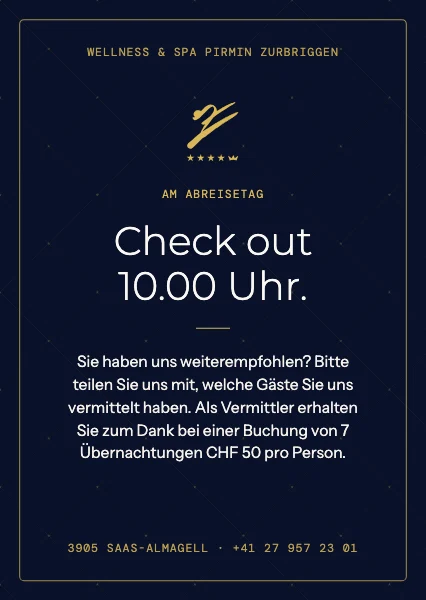 WELLNESS & SPA PIRMIN ZURBRIGGEN
AM ABREISETAG
Check out
10.00 Uhr.
Sie haben uns weiterempfohlen? Bitte
teilen Sie uns mit, welche Gäste Sie uns
vermittelt haben. Als Vermittler erhalten
Sie zum Dank bei einer Buchung von 7
Übernachtungen CHF 50 pro Person.
3905 SAAS-ALMAGELL · +41 27 957 23 01